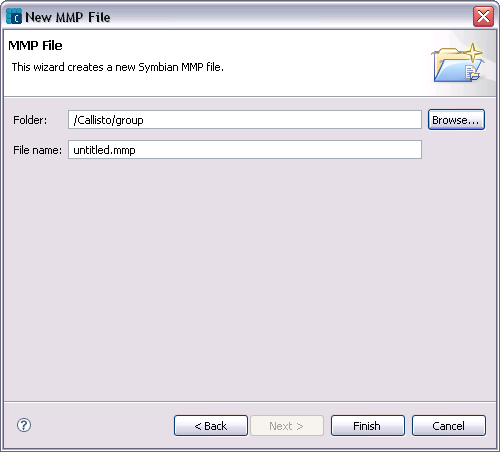 New MMP File
MMP File
This wizard creates a new Symbian MMP file.
Folder: /Callisto/group Browse...
File name: untitled.mmp
? < Back Next > Finish Cancel